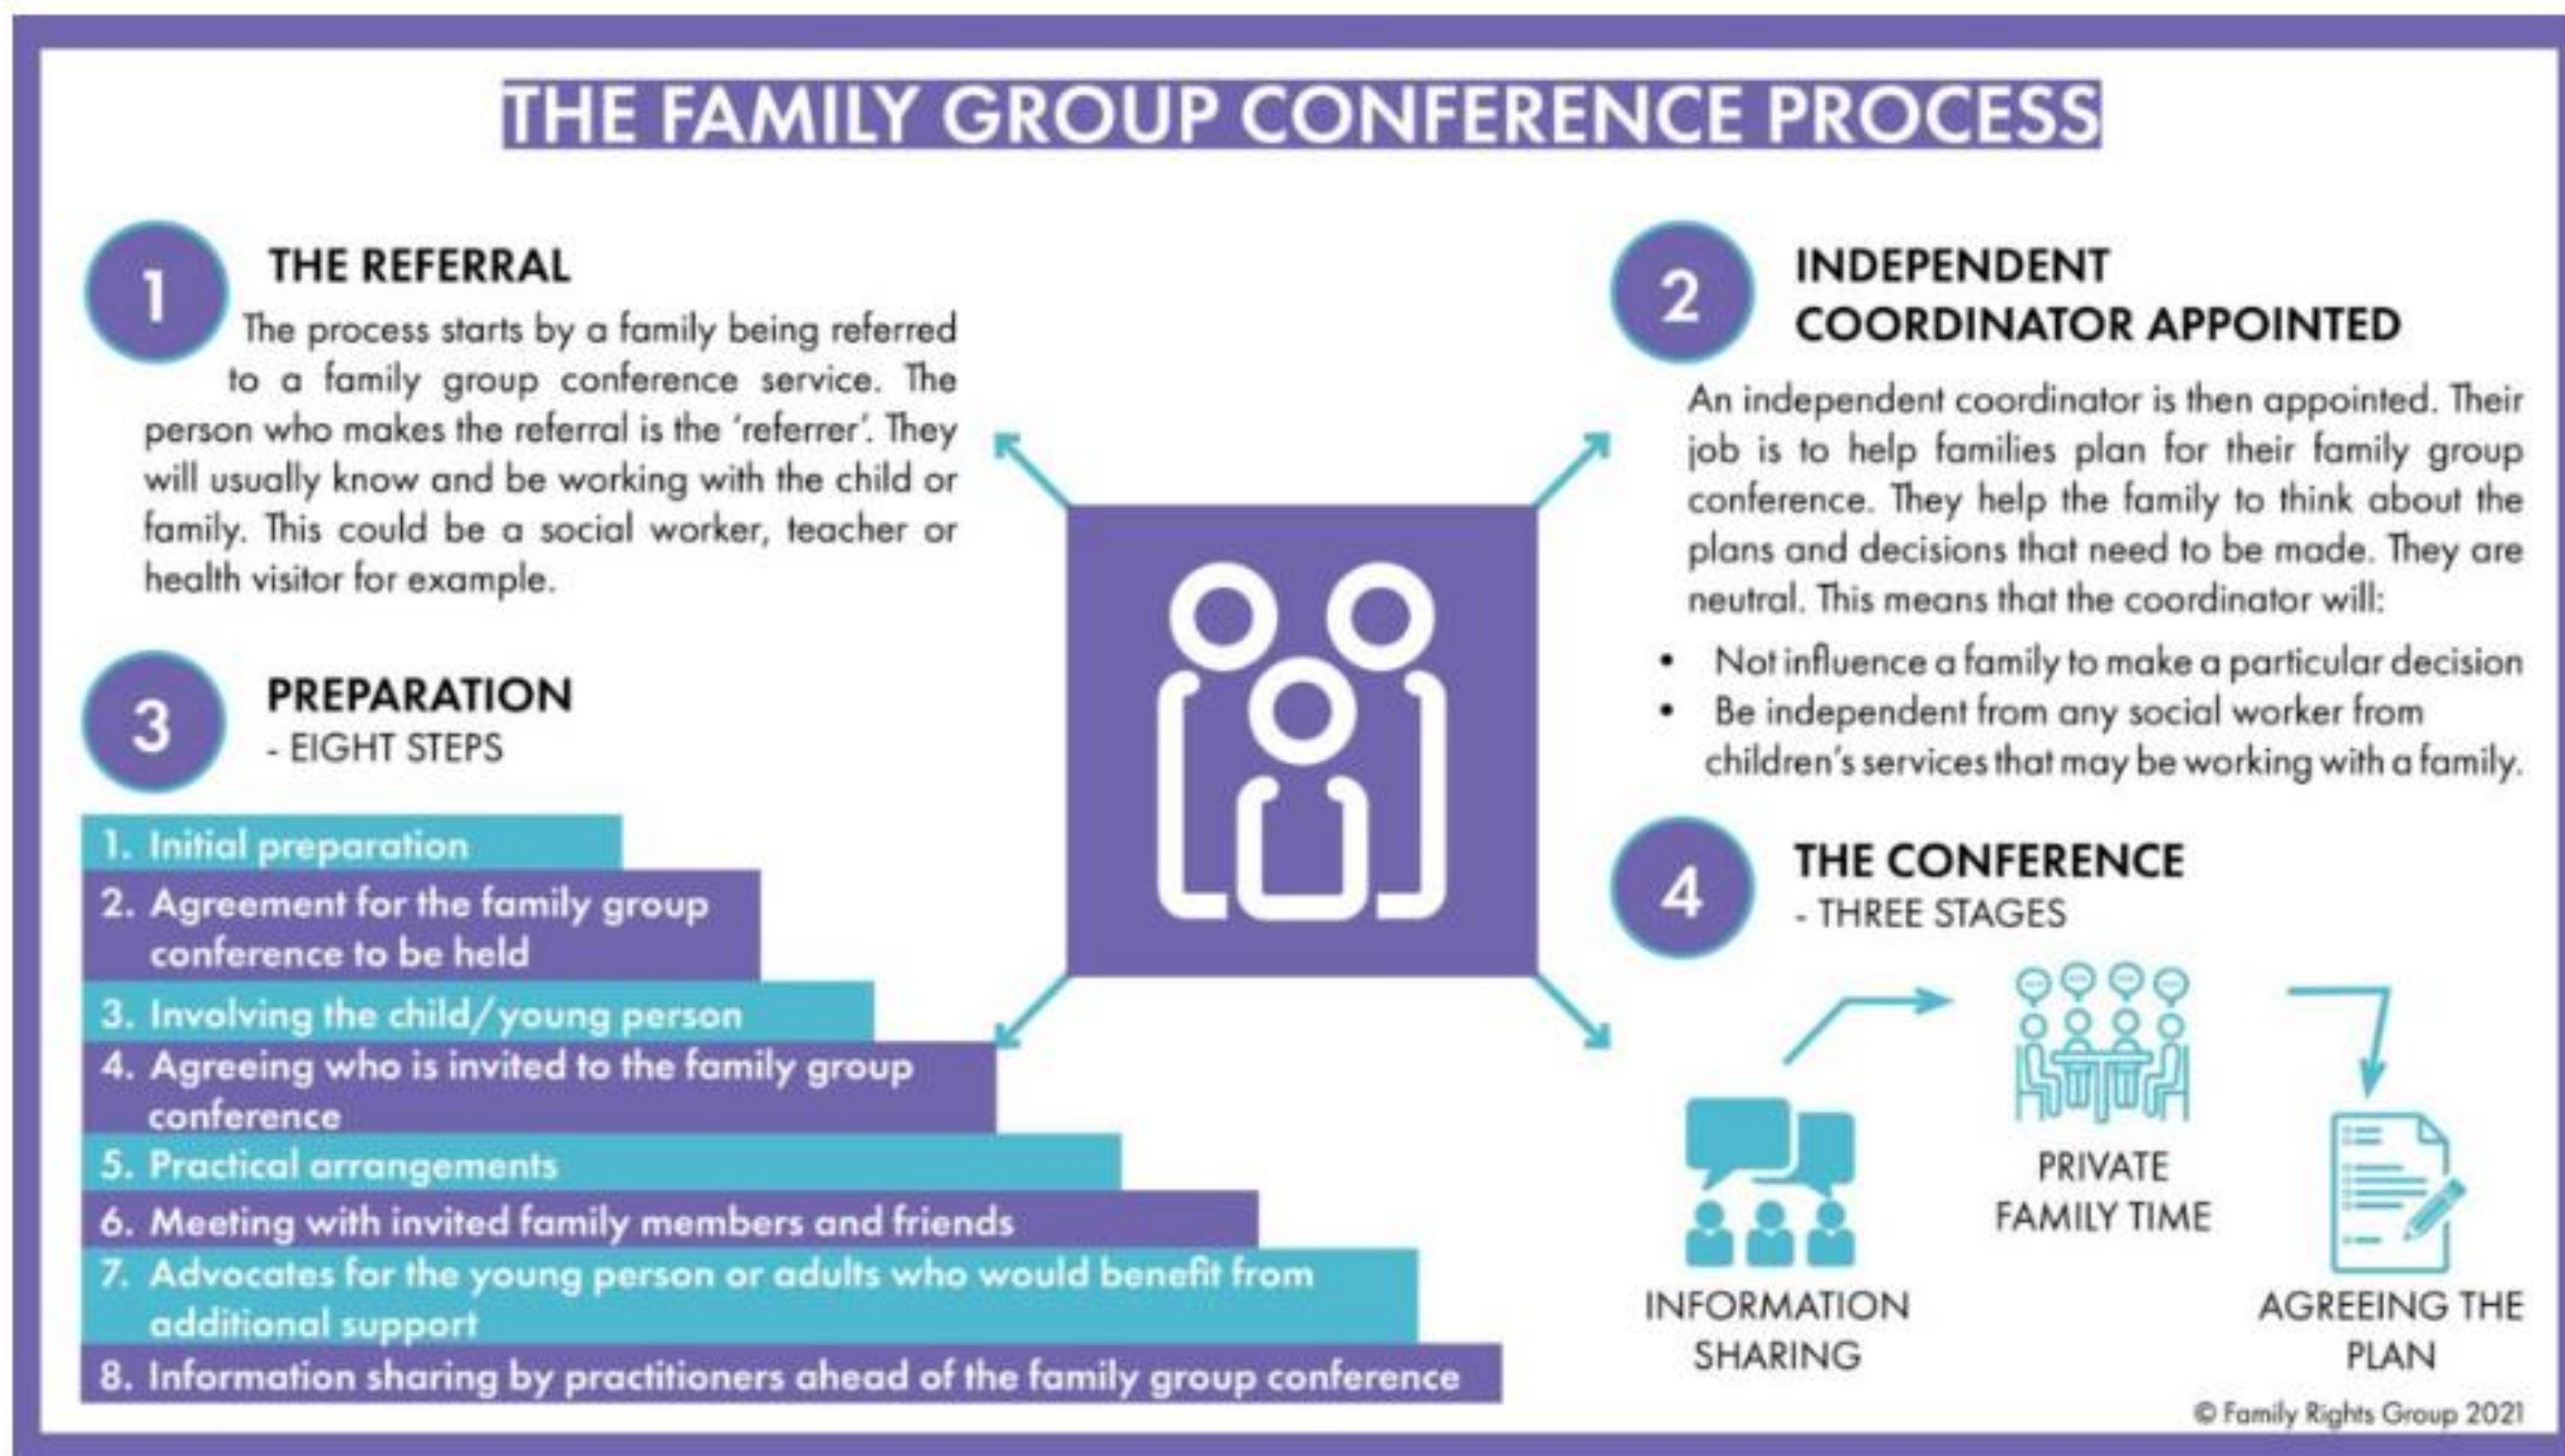 THE FAMILY GROUP CONFERENCE PROCESS
1
THE REFERRAL
The process starts by a family being referred
to a family group conference service. The
person who makes the referral is the ‘referrer’. They
will usually know and be working with the child or
family. This could be a social worker, teacher or
health visitor for example.
2
INDEPENDENT
COORDINATOR APPOINTED
An independent coordinator is then appointed. Their
job is to help families plan for their family group
conference. They help the family to think about the
plans and decisions that need to be made. They are
neutral. This means that the coordinator will:
• Not influence a family to make a particular decision
• Be independent from any social worker from
children’s services that may be working with a family.
3
PREPARATION
- EIGHT STEPS
1. Initial preparation
2. Agreement for the family group
conference to be held
3. Involving the child/young person
4. Agreeing who is invited to the family group
conference
5. Practical arrangements
6. Meeting with invited family members and friends
7. Advocates for the young person or adults who would benefit from
additional support
8. Information sharing by practitioners ahead of the family group conference
4
THE CONFERENCE
- THREE STAGES
INFORMATION
SHARING
PRIVATE
FAMILY TIME
AGREEING THE
PLAN
© Family Rights Group 2021